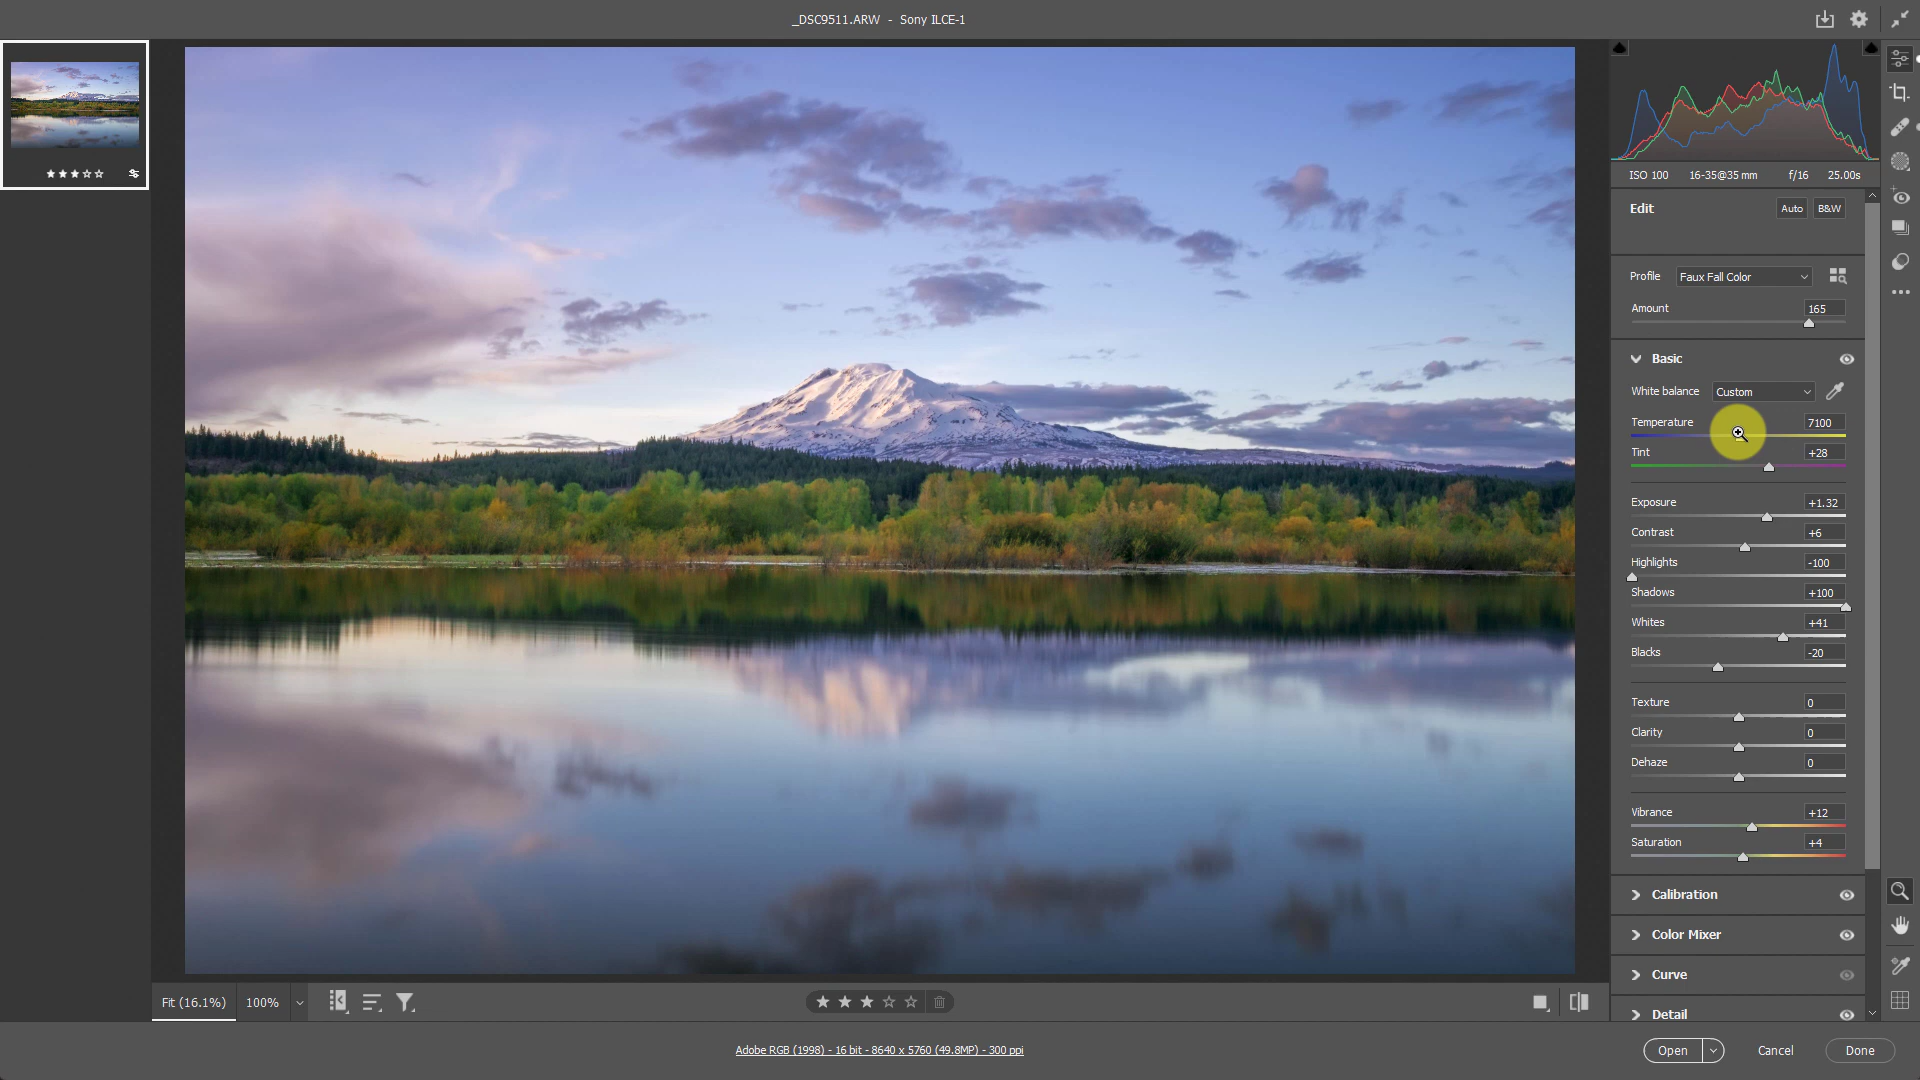 _DSC9511.ARW - Sony ILCE-1
ISO 100 16-35@35 mm f/16 25.00s
Edit Auto B&W
Profile Faux Fall Color
Amount 165
Basic
White balance Custom
Temperature 7100
Tint +28
Exposure +1.32
Contrast +6
Highlights -100
Shadows +100
Whites +41
Blacks -20
Texture 0
Clarity 0
Dehaze 0
Vibrance +12
Saturation +4
Calibration
Color Mixer
Curve
Detail
Fit (16.1%) 100%
Adobe RGB (1998) - 16 bit - 8640 x 5760 (49.8MP) - 300 ppi
Open Cancel Done